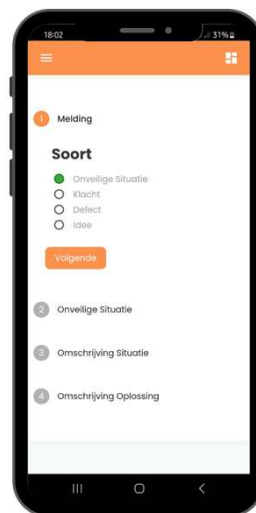 18:02
31%
1 Melding
Soort
Onveilige Situatie
Klacht
Defect
Idee
Volgende
2 Onveilige Situatie
3 Omschrijving Situatie
4 Omschrijving Oplossing